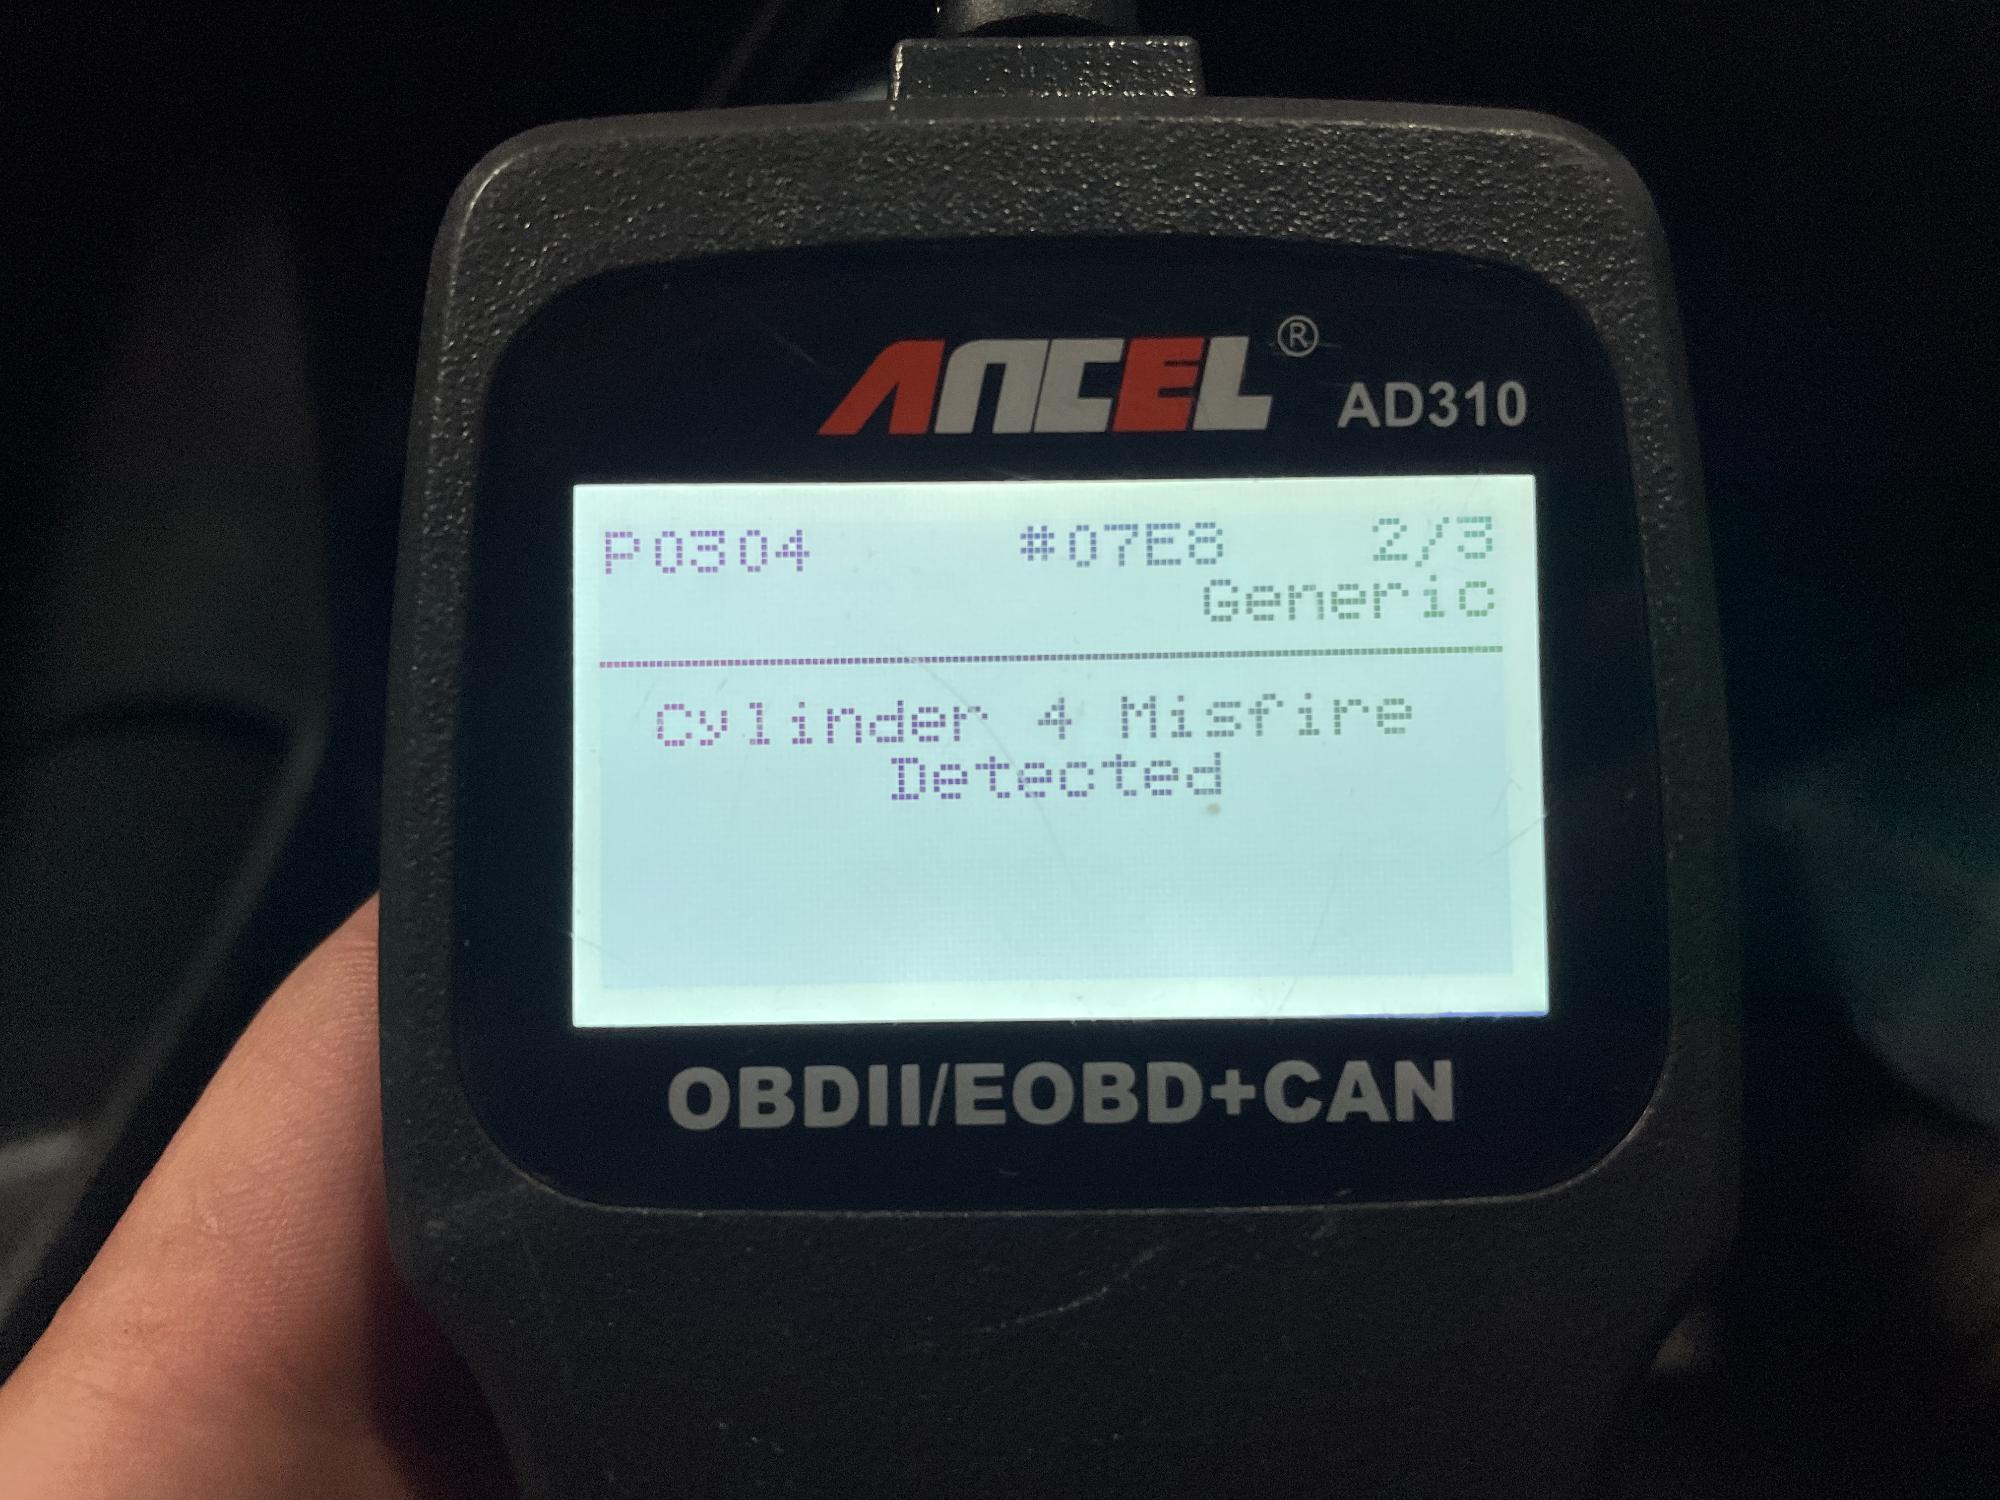 ANCEL® AD310
P0304 #07E8 2/3
Generic
Cylinder 4 Misfire
Detected
OBDII/EOBD+CAN